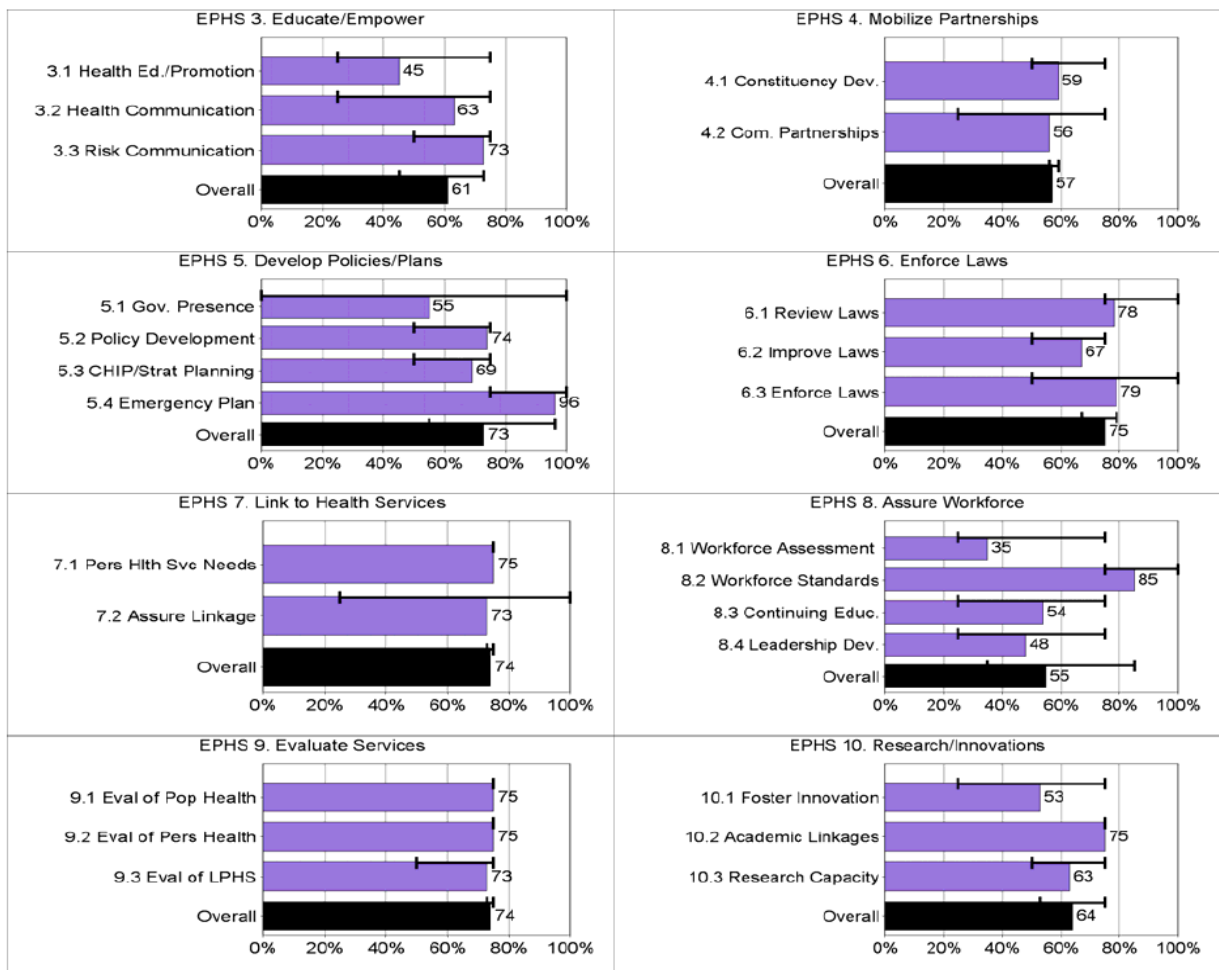 EPHS 3. Educate/Empower
3.1 Health Ed./Promotion 45
3.2 Health Communication 63
3.3 Risk Communication 73
Overall 61
0% 20% 40% 60% 80% 100%
EPHS 4. Mobilize Partnerships
4.1 Constituency Dev. 59
4.2 Com. Partnerships 56
Overall 57
0% 20% 40% 60% 80% 100%
EPHS 5. Develop Policies/Plans
5.1 Gov. Presence 55
5.2 Policy Development 74
5.3 CHIP/Strat Planning 69
5.4 Emergency Plan 96
Overall 73
0% 20% 40% 60% 80% 100%
EPHS 6. Enforce Laws
6.1 Review Laws 78
6.2 Improve Laws 67
6.3 Enforce Laws 79
Overall 75
0% 20% 40% 60% 80% 100%
EPHS 7. Link to Health Services
7.1 Pers Hlth Svc Needs 75
7.2 Assure Linkage 73
Overall 74
0% 20% 40% 60% 80% 100%
EPHS 8. Assure Workforce
8.1 Workforce Assessment 35
8.2 Workforce Standards 85
8.3 Continuing Educ. 54
8.4 Leadership Dev. 48
Overall 55
0% 20% 40% 60% 80% 100%
EPHS 9. Evaluate Services
9.1 Eval of Pop Health 75
9.2 Eval of Pers Health 75
9.3 Eval of LPHS 73
Overall 74
0% 20% 40% 60% 80% 100%
EPHS 10. Research/Innovations
10.1 Foster Innovation 53
10.2 Academic Linkages 75
10.3 Research Capacity 63
Overall 64
0% 20% 40% 60% 80% 100%